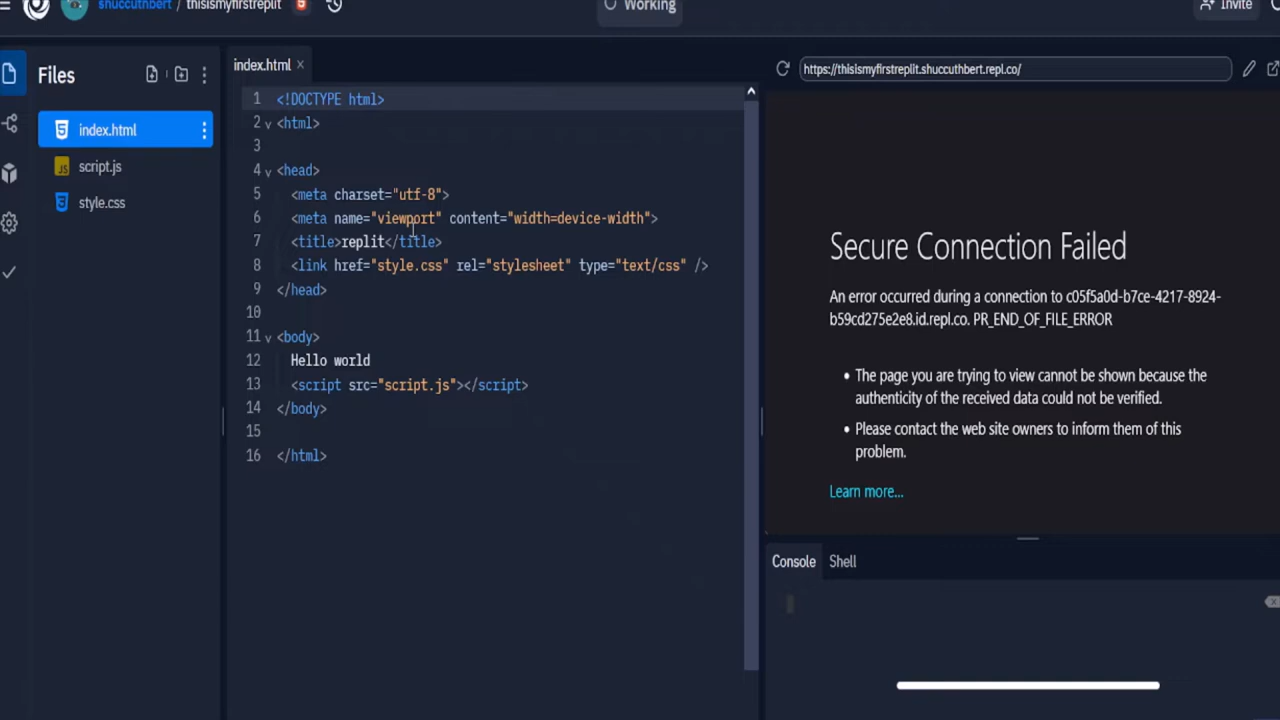 shuccuthbert / thisismyfirstreplit
Working
Invite
Files
index.html
script.js
style.css
index.html ×
1 <!DOCTYPE html>
2 <html>
3
4 <head>
5 <meta charset="utf-8">
6 <meta name="viewport" content="width=device-width">
7 <title>replit</title>
8 <link href="style.css" rel="stylesheet" type="text/css" />
9 </head>
10
11 <body>
12 Hello world
13 <script src="script.js"></script>
14 </body>
15
16 </html>
https://thisismyfirstreplit.shuccuthbert.repl.co/
Secure Connection Failed
An error occurred during a connection to c05f5a0d-b7ce-4217-8924-
b59cd275e2e8.id.repl.co. PR_END_OF_FILE_ERROR
• The page you are trying to view cannot be shown because the
authenticity of the received data could not be verified.
• Please contact the web site owners to inform them of this
problem.
Learn more...
Console Shell